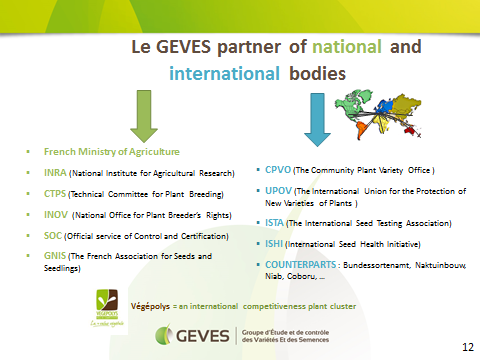 Le GEVES partner of national and
international bodies
French Ministry of Agriculture
INRA (National Institute for Agricultural Research)
CTPS (Technical Committee for Plant Breeding)
INOV (National Office for Plant Breeder's Rights)
SOC (Official service of Control and Certification)
GNIS (The French Association for Seeds and
Seedlings)
CPVO (The Community Plant Variety Office )
UPOV (The International Union for the Protection of
New Varieties of Plants )
ISTA (The International Seed Testing Association)
ISHI (International Seed Health Initiative)
COUNTERPARTS : Bundessortenamt, Naktuinbouw,
Niab, Coboru, ...
VÉGÉPOLYS
Végépolys = an international competitiveness plant cluster
GEVES
Groupe d'Étude et de contrôle
des Variétés Et des Semences
12